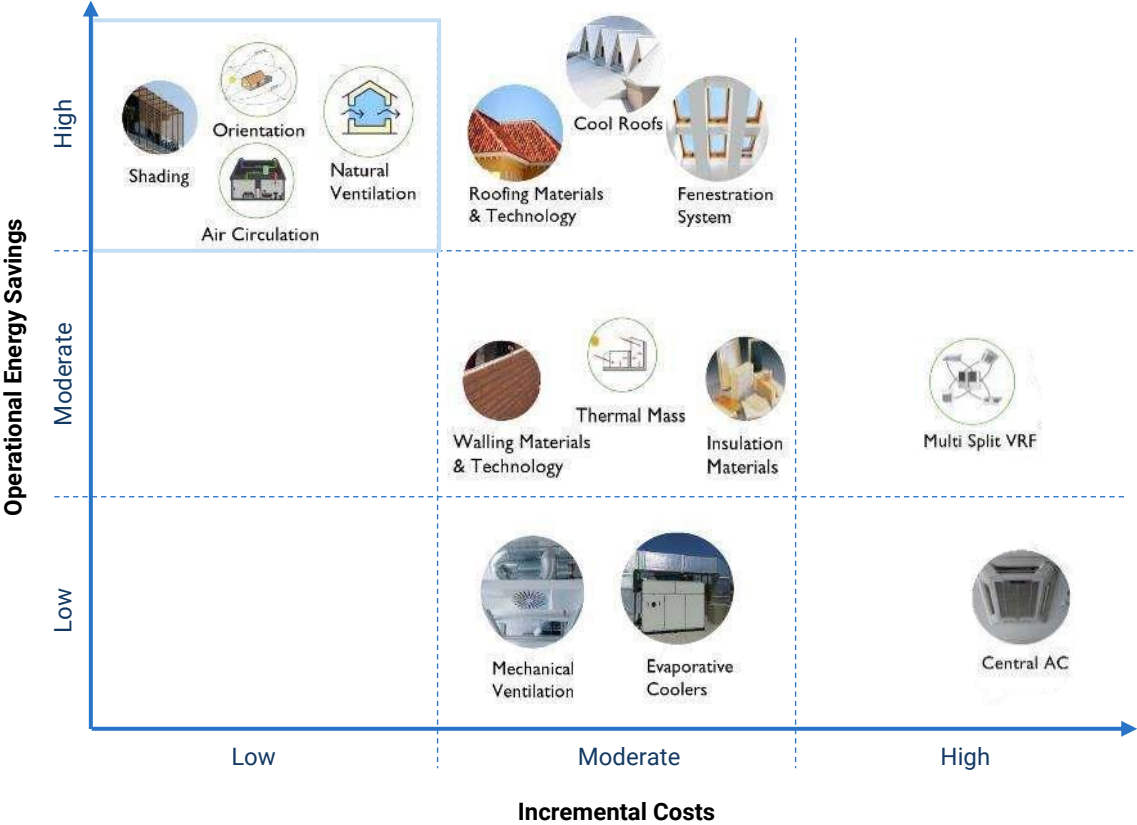 Operational Energy Savings
High
Moderate
Low
Shading
Orientation
Air Circulation
Natural
Ventilation
Roofing Materials
& Technology
Cool Roofs
Fenestration
System
Walling Materials
& Technology
Thermal Mass
Insulation
Materials
Multi Split VRF
Mechanical
Ventilation
Evaporative
Coolers
Central AC
Low
Moderate
High
Incremental Costs